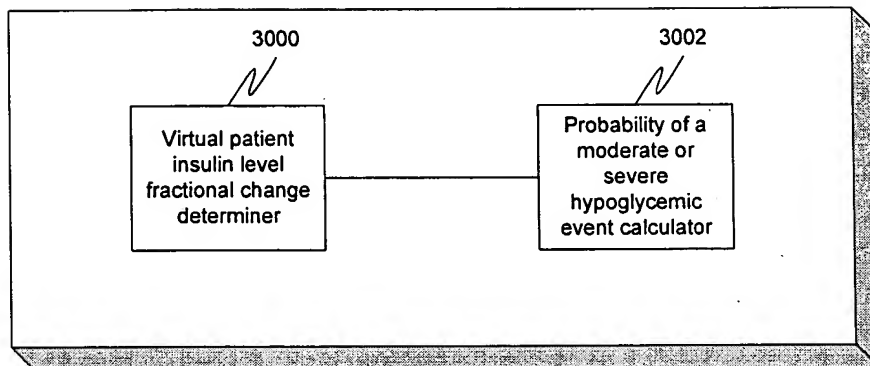 3000
3002
Virtual patient
insulin level
fractional change
determiner
Probability of a
moderate or
severe
hypoglycemic
event calculator